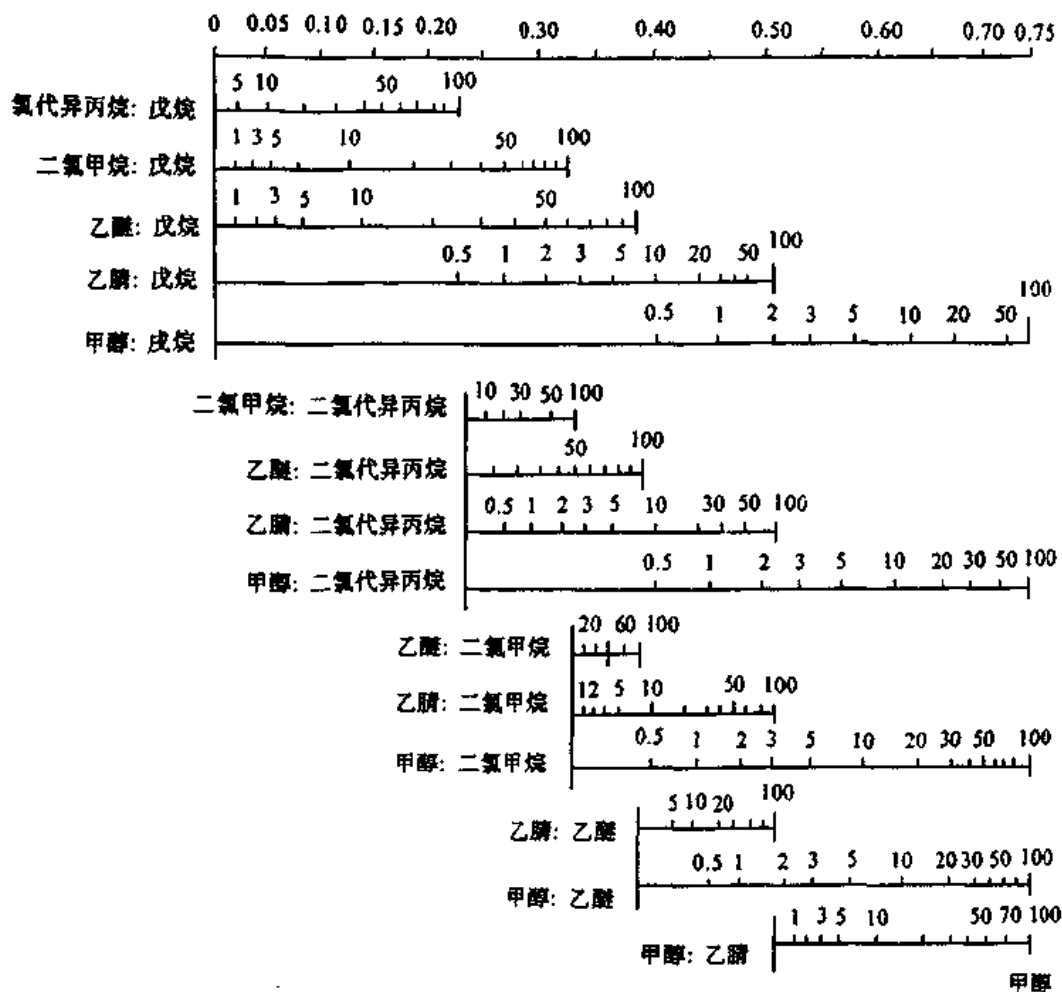 0 0.05 0.10 0.15 0.20 0.30 0.40 0.50 0.60 0.70 0.75
5 10 50 100
氯代异丙烷: 戊烷
1 3 5 10 50 100
二氯甲烷: 戊烷
1 3 5 10 50 100
乙醚: 戊烷
0.5 1 2 3 5 10 20 50 100
乙腈: 戊烷
0.5 1 2 3 5 10 20 50 100
甲醇: 戊烷
10 30 50 100
二氯甲烷: 二氯代异丙烷
50 100
乙醚: 二氯代异丙烷
0.5 1 2 3 5 10 30 50 100
乙腈: 二氯代异丙烷
0.5 1 2 3 5 10 20 30 50 100
甲醇: 二氯代异丙烷
20 60 100
乙醚: 二氯甲烷
12 5 10 50 100
乙腈: 二氯甲烷
0.5 1 2 3 5 10 20 30 50 100
甲醇: 二氯甲烷
5 10 20 100
乙腈: 乙醚
0.5 1 2 3 5 10 20 30 50 100
甲醇: 乙醚
1 3 5 10 50 70 100
甲醇: 乙腈
甲醇